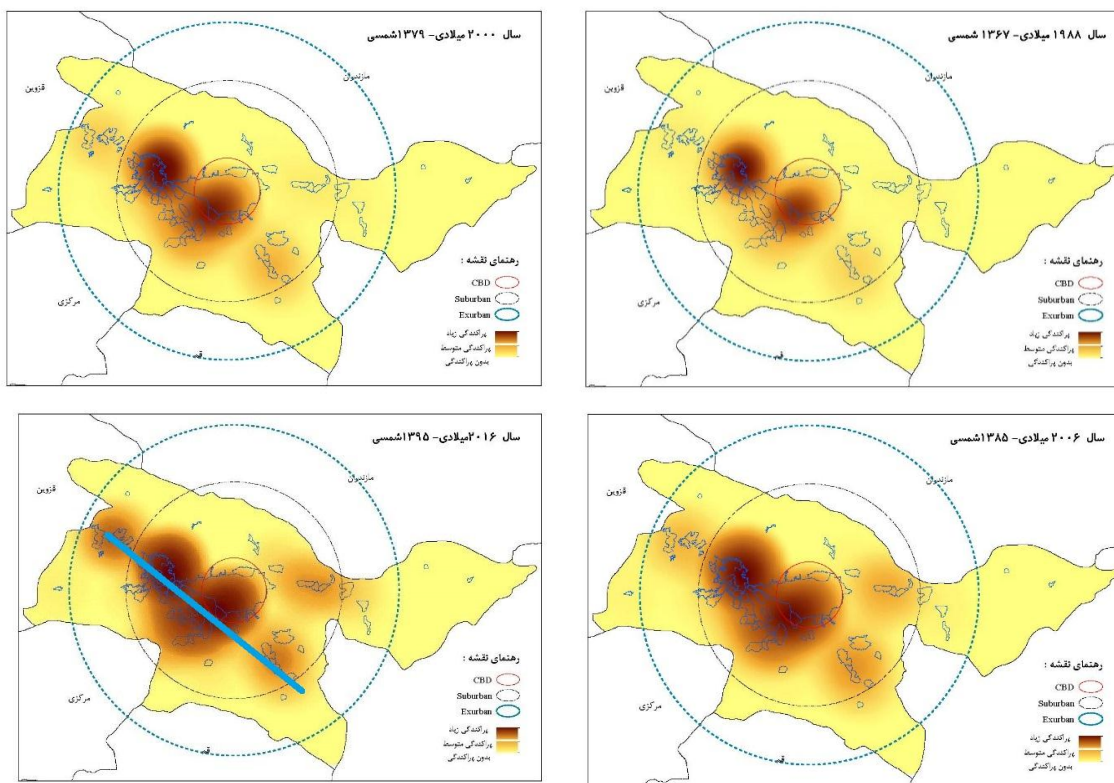 سال ۱۹۸۸ میلادی- ۱۳۶۷ شمسی
مازندران
قزوین
رهنمای نقشه :
CBD
Suburban
Exurban
مرکزی
پراکندگی زیاد
پراکندگی متوسط
بدون پراکندگی
قم
سال ۲۰۰۰ میلادی- ۱۳۷۹شمسی
مازندران
قزوین
رهنمای نقشه :
CBD
Suburban
Exurban
مرکزی
پراکندگی زیاد
پراکندگی متوسط
بدون پراکندگی
قم
سال ۲۰۰۶ میلادی- ۱۳۸۵شمسی
مازندران
قزوین
رهنمای نقشه :
CBD
Suburban
Exurban
مرکزی
پراکندگی زیاد
پراکندگی متوسط
بدون پراکندگی
قم
سال ۲۰۱۶میلادی- ۱۳۹۵شمسی
مازندران
قزوین
رهنمای نقشه :
CBD
Suburban
Exurban
مرکزی
پراکندگی زیاد
پراکندگی متوسط
بدون پراکندگی
قم